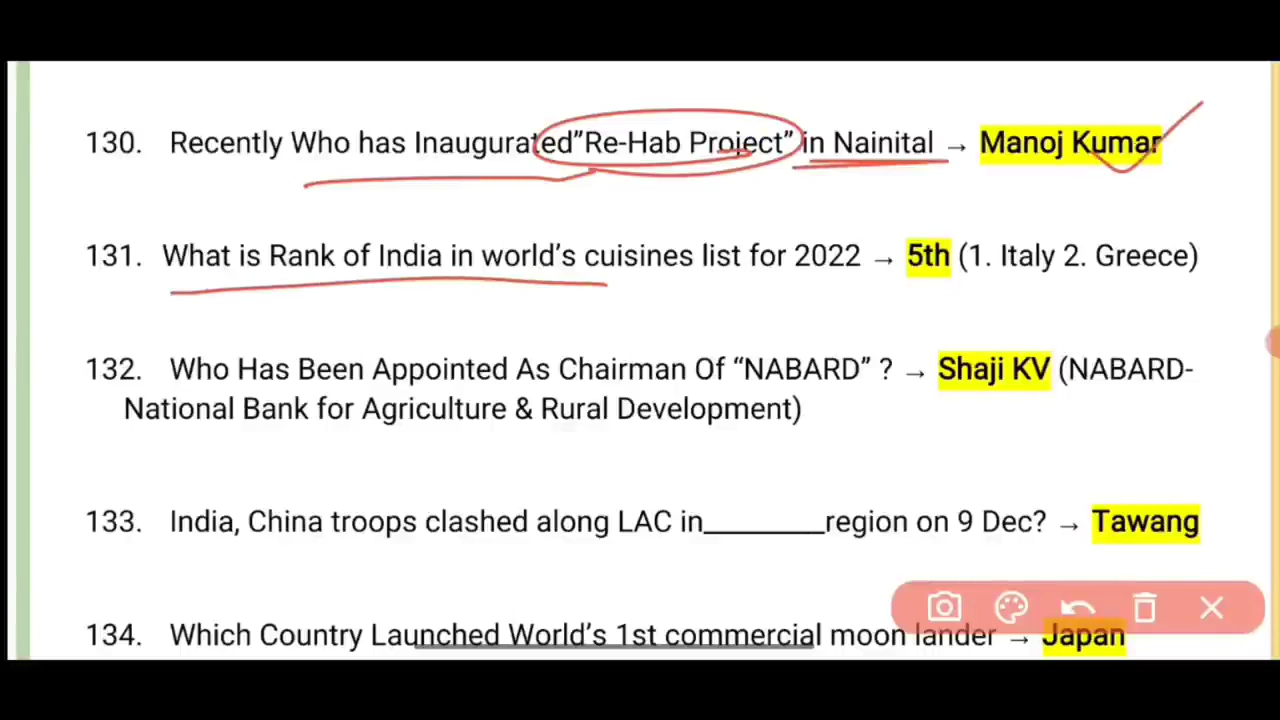 130. Recently Who has Inaugurated"Re-Hab Project" in Nainital → Manoj Kumar
131. What is Rank of India in world's cuisines list for 2022 → 5th (1. Italy 2. Greece)
132. Who Has Been Appointed As Chairman Of “NABARD” ? → Shaji KV (NABARD-
National Bank for Agriculture & Rural Development)
133. India, China troops clashed along LAC in________region on 9 Dec? → Tawang
134. Which Country Launched World's 1st commercial moon lander → Japan